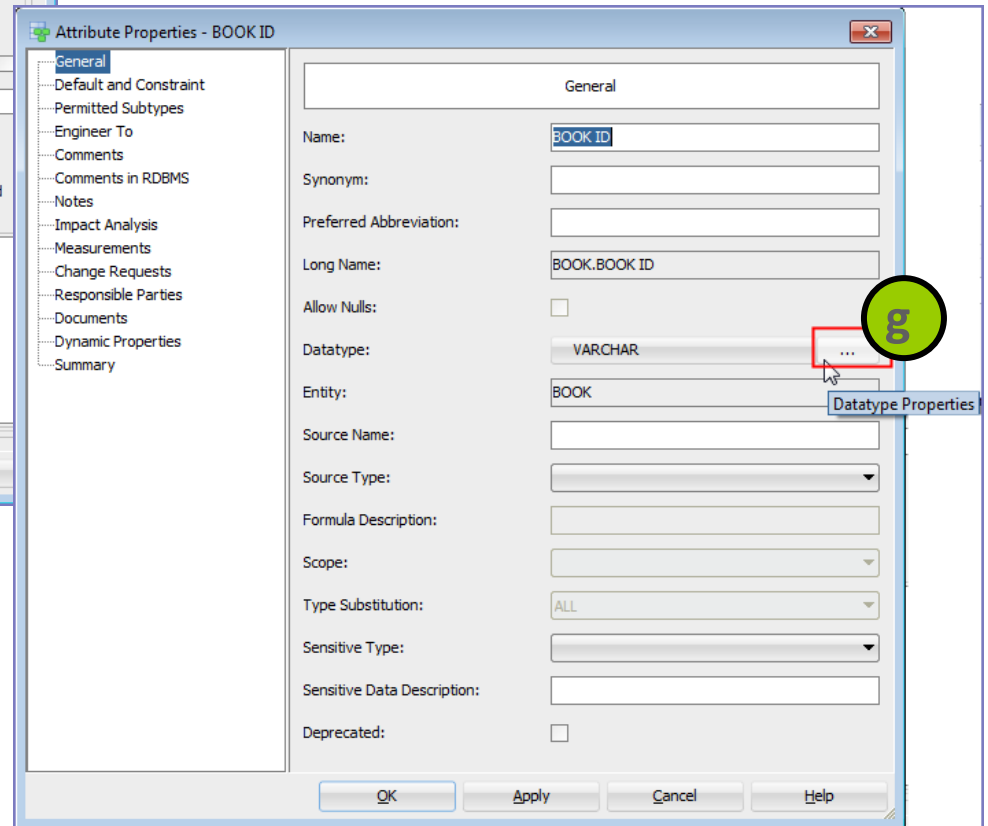 Attribute Properties - BOOK ID
General
Default and Constraint
Permitted Subtypes
Engineer To
Comments
Comments in RDBMS
Notes
Impact Analysis
Measurements
Change Requests
Responsible Parties
Documents
Dynamic Properties
Summary
General
Name: BOOK ID
Synonym:
Preferred Abbreviation:
Long Name: BOOK.BOOK ID
Allow Nulls:
g
Datatype: VARCHAR ...
Entity: BOOK
Datatype Properties
Source Name:
Source Type:
Formula Description:
Scope:
Type Substitution: ALL
Sensitive Type:
Sensitive Data Description:
Deprecated:
OK Apply Cancel Help